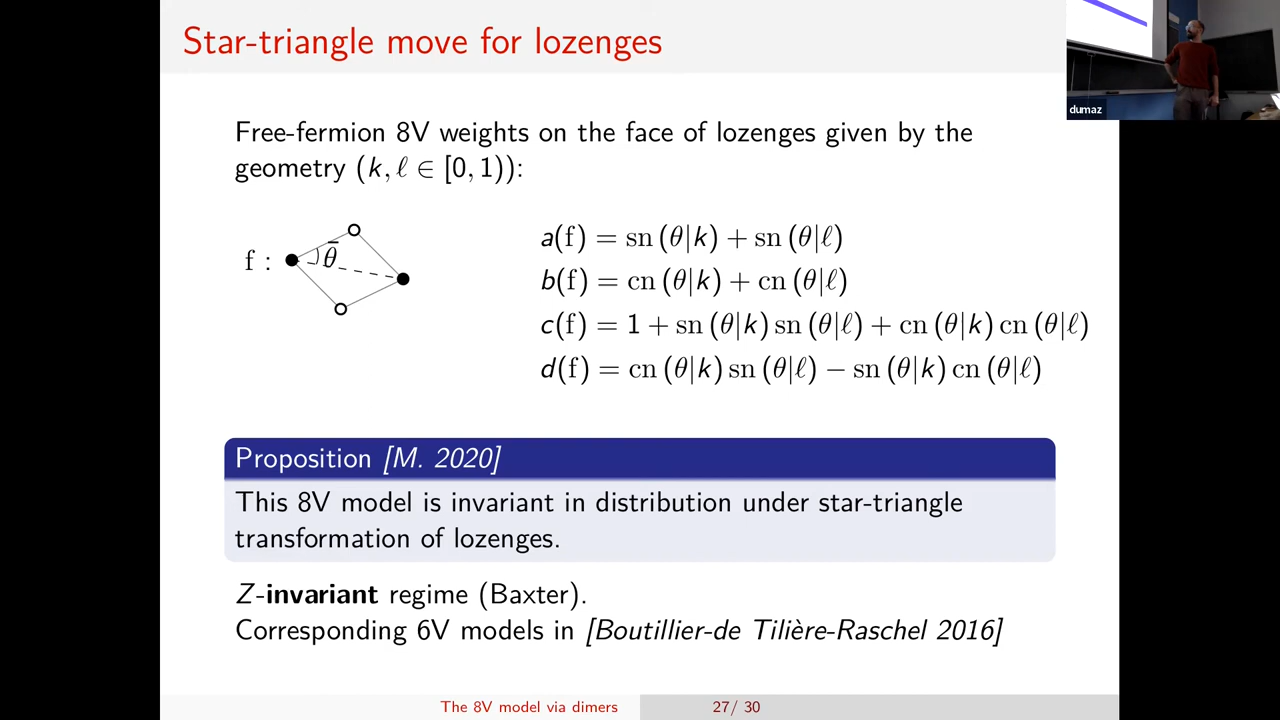 Star-triangle move for lozenges
dumaz
Free-fermion 8V weights on the face of lozenges given by the
geometry (k, ℓ ∈ [0, 1)):
f :
θ̄
a(f) = sn (θ|k) + sn (θ|ℓ)
b(f) = cn (θ|k) + cn (θ|ℓ)
c(f) = 1 + sn (θ|k) sn (θ|ℓ) + cn (θ|k) cn (θ|ℓ)
d(f) = cn (θ|k) sn (θ|ℓ) − sn (θ|k) cn (θ|ℓ)
Proposition [M. 2020]
This 8V model is invariant in distribution under star-triangle
transformation of lozenges.
Z-invariant regime (Baxter).
Corresponding 6V models in [Boutillier-de Tilière-Raschel 2016]
The 8V model via dimers
27/ 30